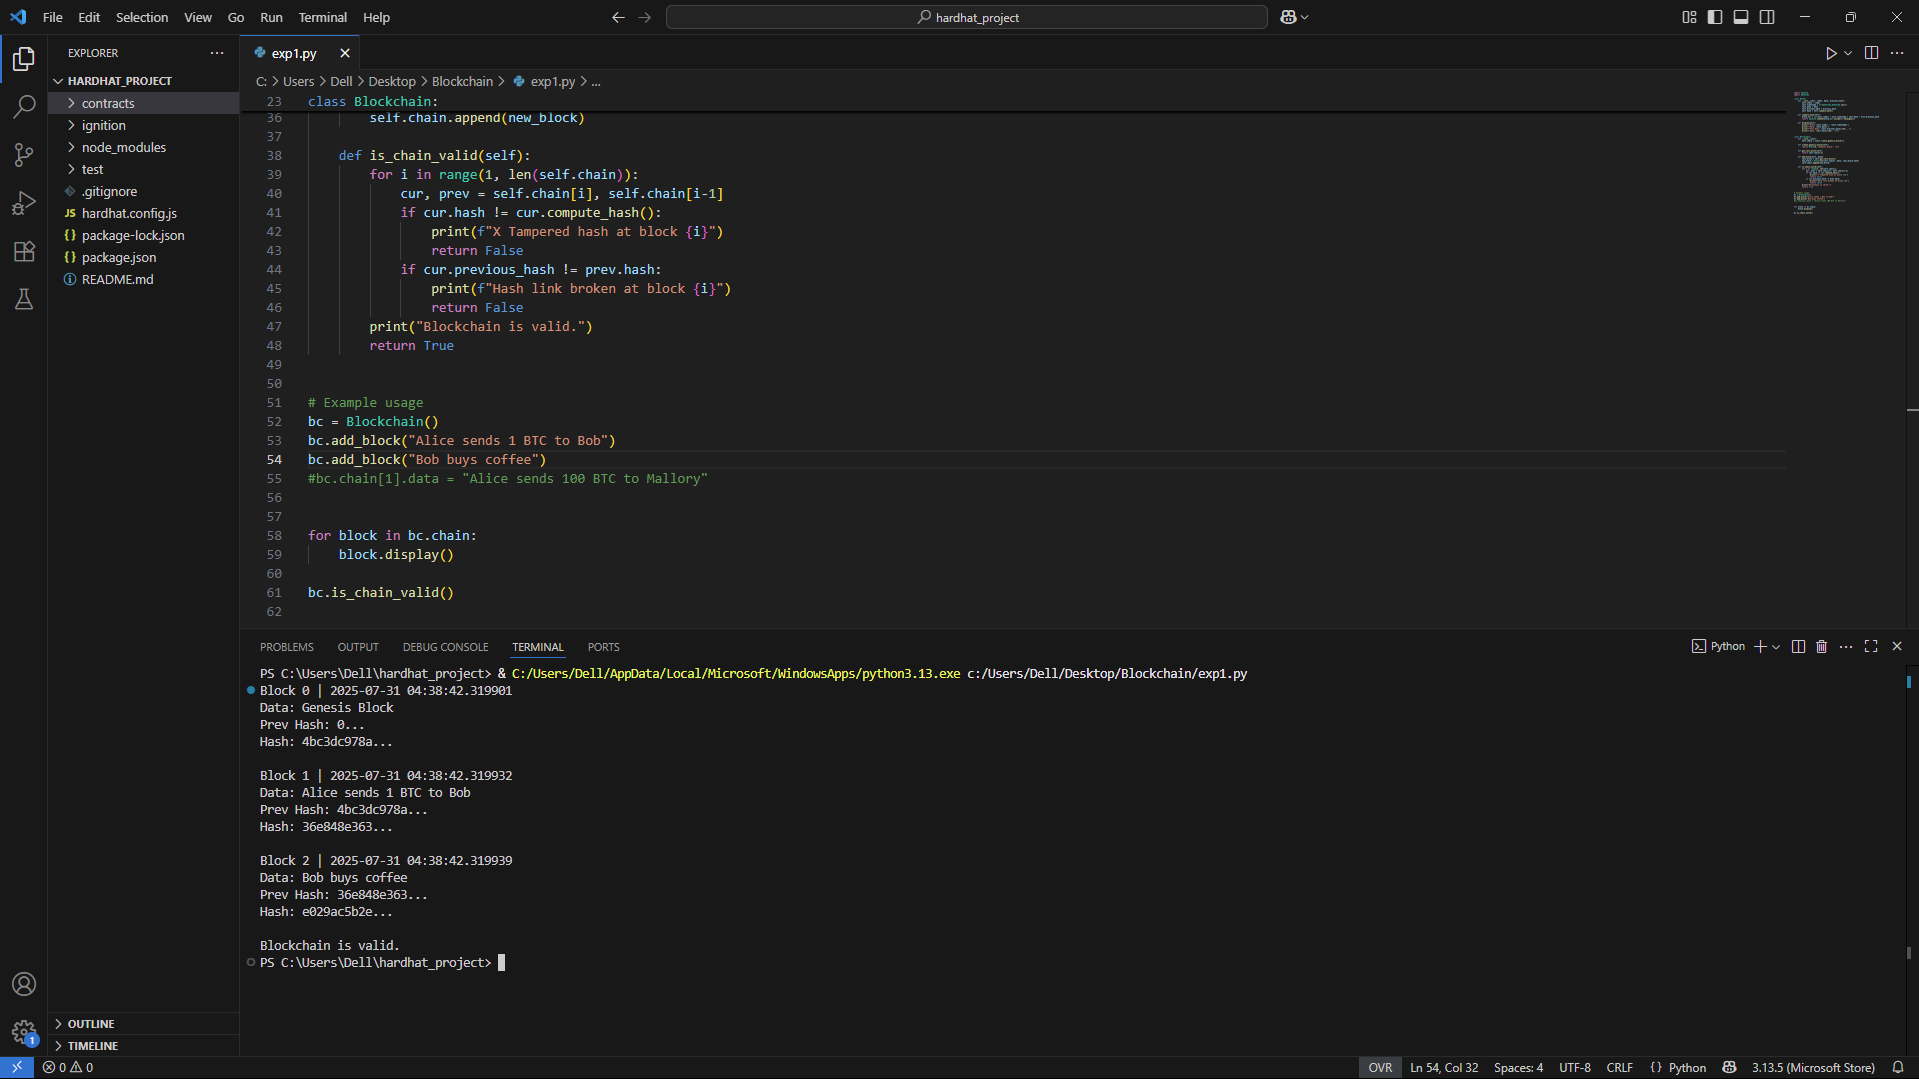 File Edit Selection View Go Run Terminal Help
hardhat_project
EXPLORER
HARDHAT_PROJECT
contracts
ignition
node_modules
test
.gitignore
JS hardhat.config.js
{} package-lock.json
{} package.json
README.md
OUTLINE
TIMELINE
exp1.py
C: > Users > Dell > Desktop > Blockchain > exp1.py > ...
23 class Blockchain:
36 self.chain.append(new_block)
37
38 def is_chain_valid(self):
39 for i in range(1, len(self.chain)):
40 cur, prev = self.chain[i], self.chain[i-1]
41 if cur.hash != cur.compute_hash():
42 print(f"X Tampered hash at block {i}")
43 return False
44 if cur.previous_hash != prev.hash:
45 print(f"Hash link broken at block {i}")
46 return False
47 print("Blockchain is valid.")
48 return True
49
50
51 # Example usage
52 bc = Blockchain()
53 bc.add_block("Alice sends 1 BTC to Bob")
54 bc.add_block("Bob buys coffee")
55 #bc.chain[1].data = "Alice sends 100 BTC to Mallory"
56
57
58 for block in bc.chain:
59 block.display()
60
61 bc.is_chain_valid()
62
PROBLEMS OUTPUT DEBUG CONSOLE TERMINAL PORTS
Python
PS C:\Users\Dell\hardhat_project> & C:/Users/Dell/AppData/Local/Microsoft/WindowsApps/python3.13.exe c:/Users/Dell/Desktop/Blockchain/exp1.py
Block 0 | 2025-07-31 04:38:42.319901
Data: Genesis Block
Prev Hash: 0...
Hash: 4bc3dc978a...
Block 1 | 2025-07-31 04:38:42.319932
Data: Alice sends 1 BTC to Bob
Prev Hash: 4bc3dc978a...
Hash: 36e848e363...
Block 2 | 2025-07-31 04:38:42.319939
Data: Bob buys coffee
Prev Hash: 36e848e363...
Hash: e029ac5b2e...
Blockchain is valid.
PS C:\Users\Dell\hardhat_project>
1
0 0
OVR Ln 54, Col 32 Spaces: 4 UTF-8 CRLF {} Python 3.13.5 (Microsoft Store)